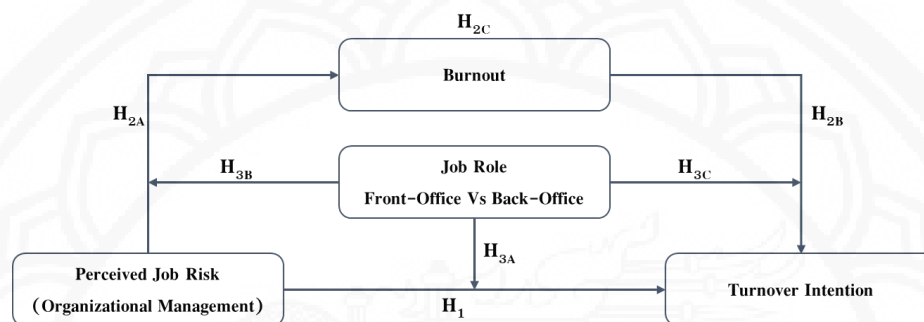 H2C
Burnout
H2A
H2B
Job Role
Front-Office Vs Back-Office
H3B
H3C
H3A
Perceived Job Risk
(Organizational Management)
H1
Turnover Intention